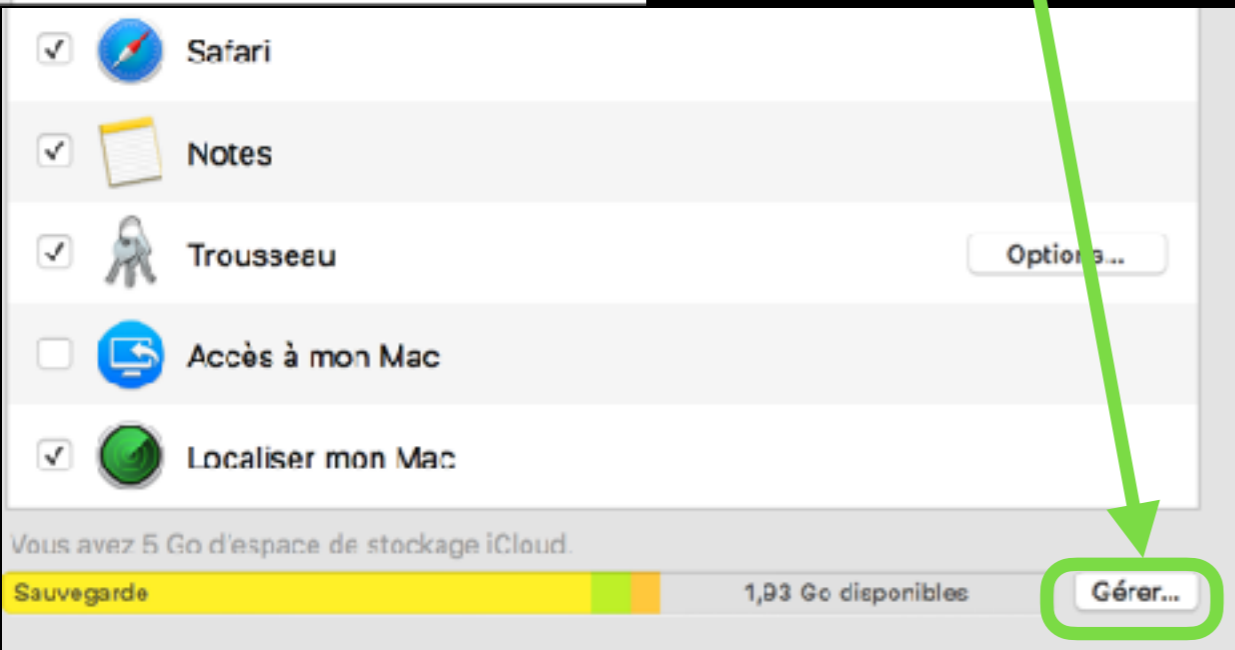 Safari
Notes
Trousseau
Options...
Accès à mon Mac
Localiser mon Mac
Vous avez 5 Go d'espace de stockage iCloud.
Sauvegarde
1,93 Go disponibles
Gérer...